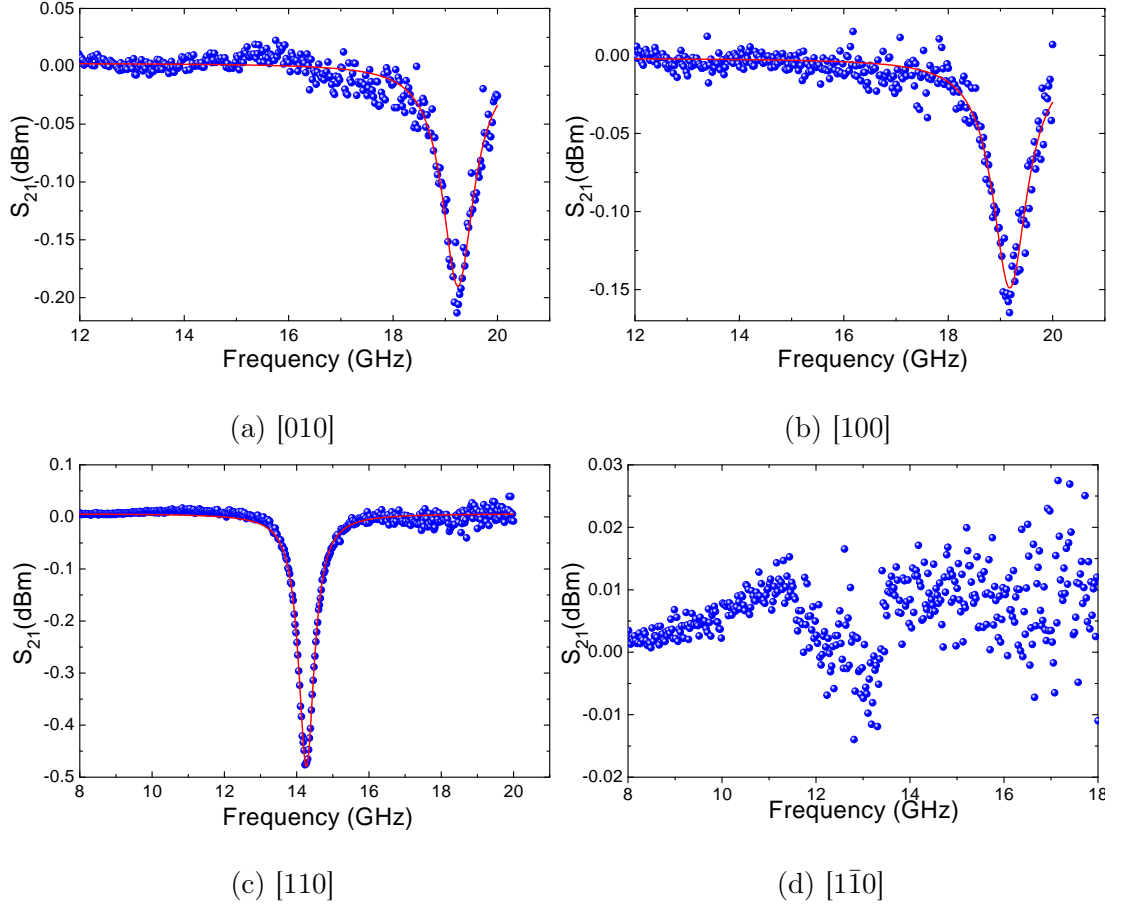 0.05
0.00
-0.05
-0.10
-0.15
-0.20
S21(dBm)
12 14 16 18 20
Frequency (GHz)
(a) [010]
0.00
-0.05
-0.10
-0.15
S21(dBm)
12 14 16 18 20
Frequency (GHz)
(b) [100]
0.1
0.0
-0.1
-0.2
-0.3
-0.4
-0.5
S21(dBm)
8 10 12 14 16 18 20
Frequency (GHz)
(c) [110]
0.03
0.02
0.01
0.00
-0.01
-0.02
S21(dBm)
8 10 12 14 16 18
Frequency (GHz)
(d) [11̄0]